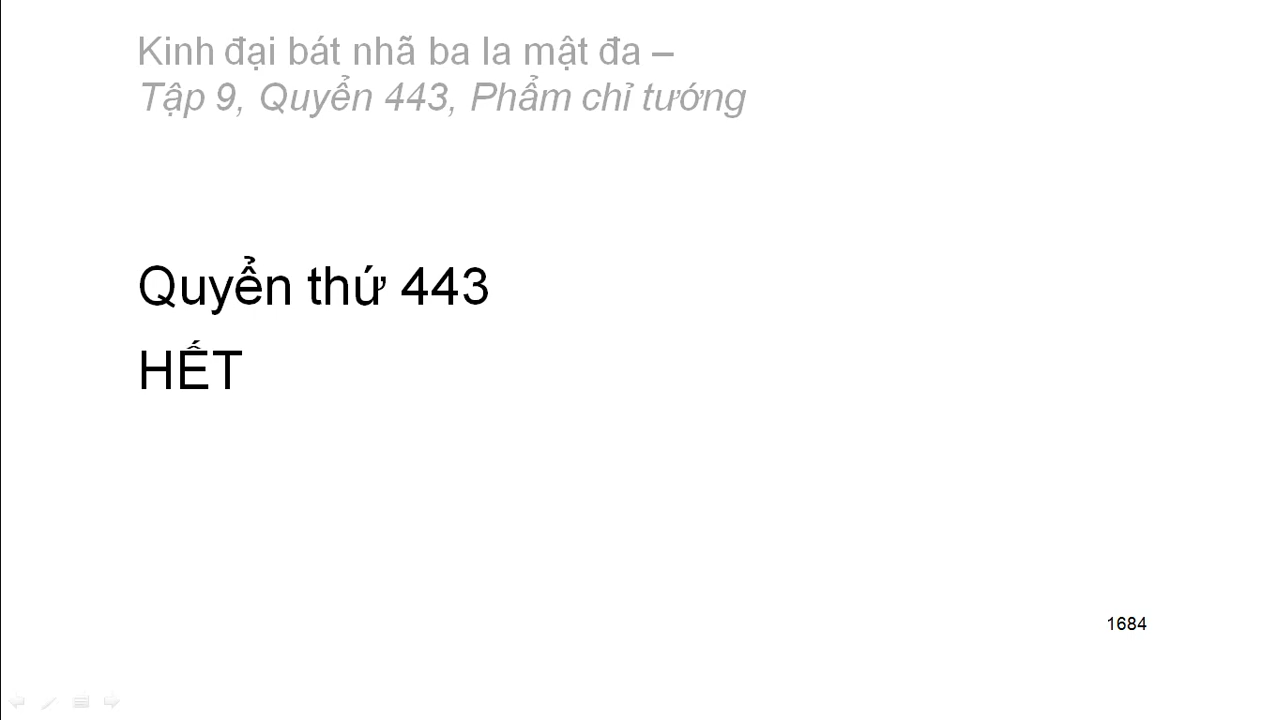 Kinh đại bát nhã ba la mật đa –
Tập 9, Quyển 443, Phẩm chỉ tướng
Quyển thứ 443
HẾT
1684